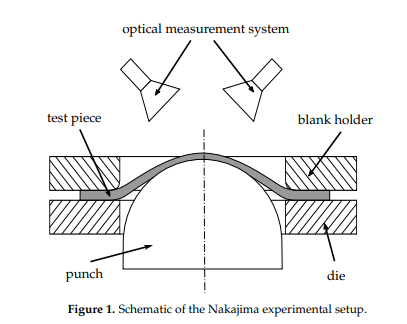 optical measurement system
test piece
blank holder
punch
die
Figure 1. Schematic of the Nakajima experimental setup.